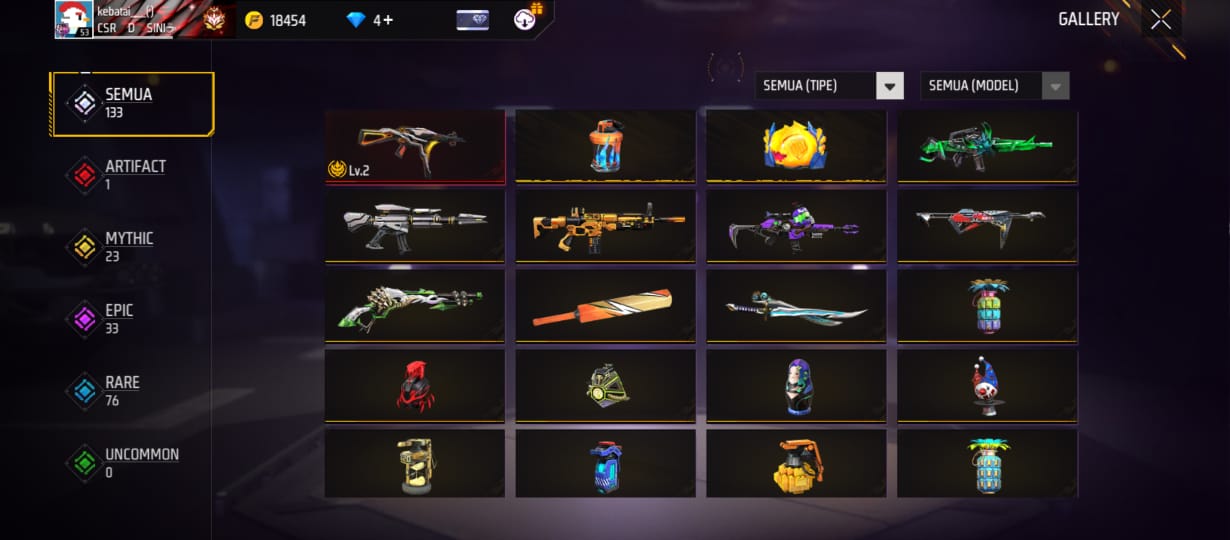 kebatai__()
CSR D SINI
53
18454
4+
GALLERY
SEMUA
133
SEMUA (TIPE)
SEMUA (MODEL)
ARTIFACT
1
Lv.2
MYTHIC
23
EPIC
33
RARE
76
UNCOMMON
0